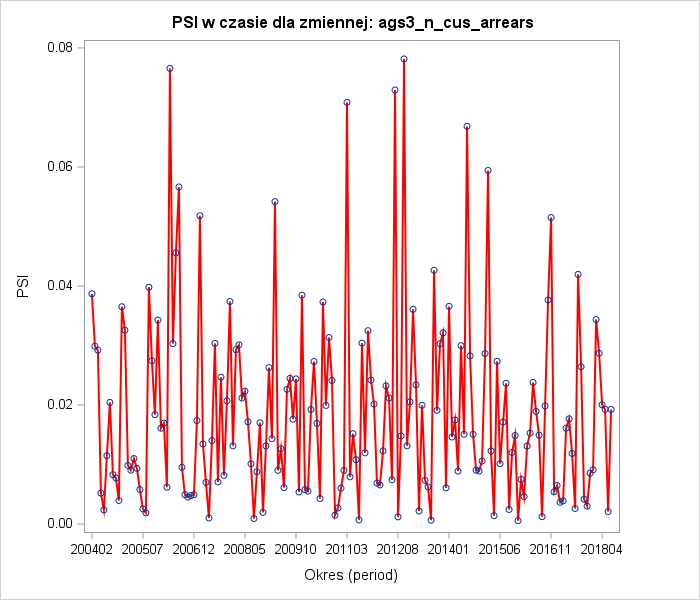 PSI w czasie dla zmiennej: ags3_n_cus_arrears
0.08
0.06
0.04
0.02
0.00
PSI
200402 200507 200612 200805 200910 201103 201208 201401 201506 201611 201804
Okres (period)